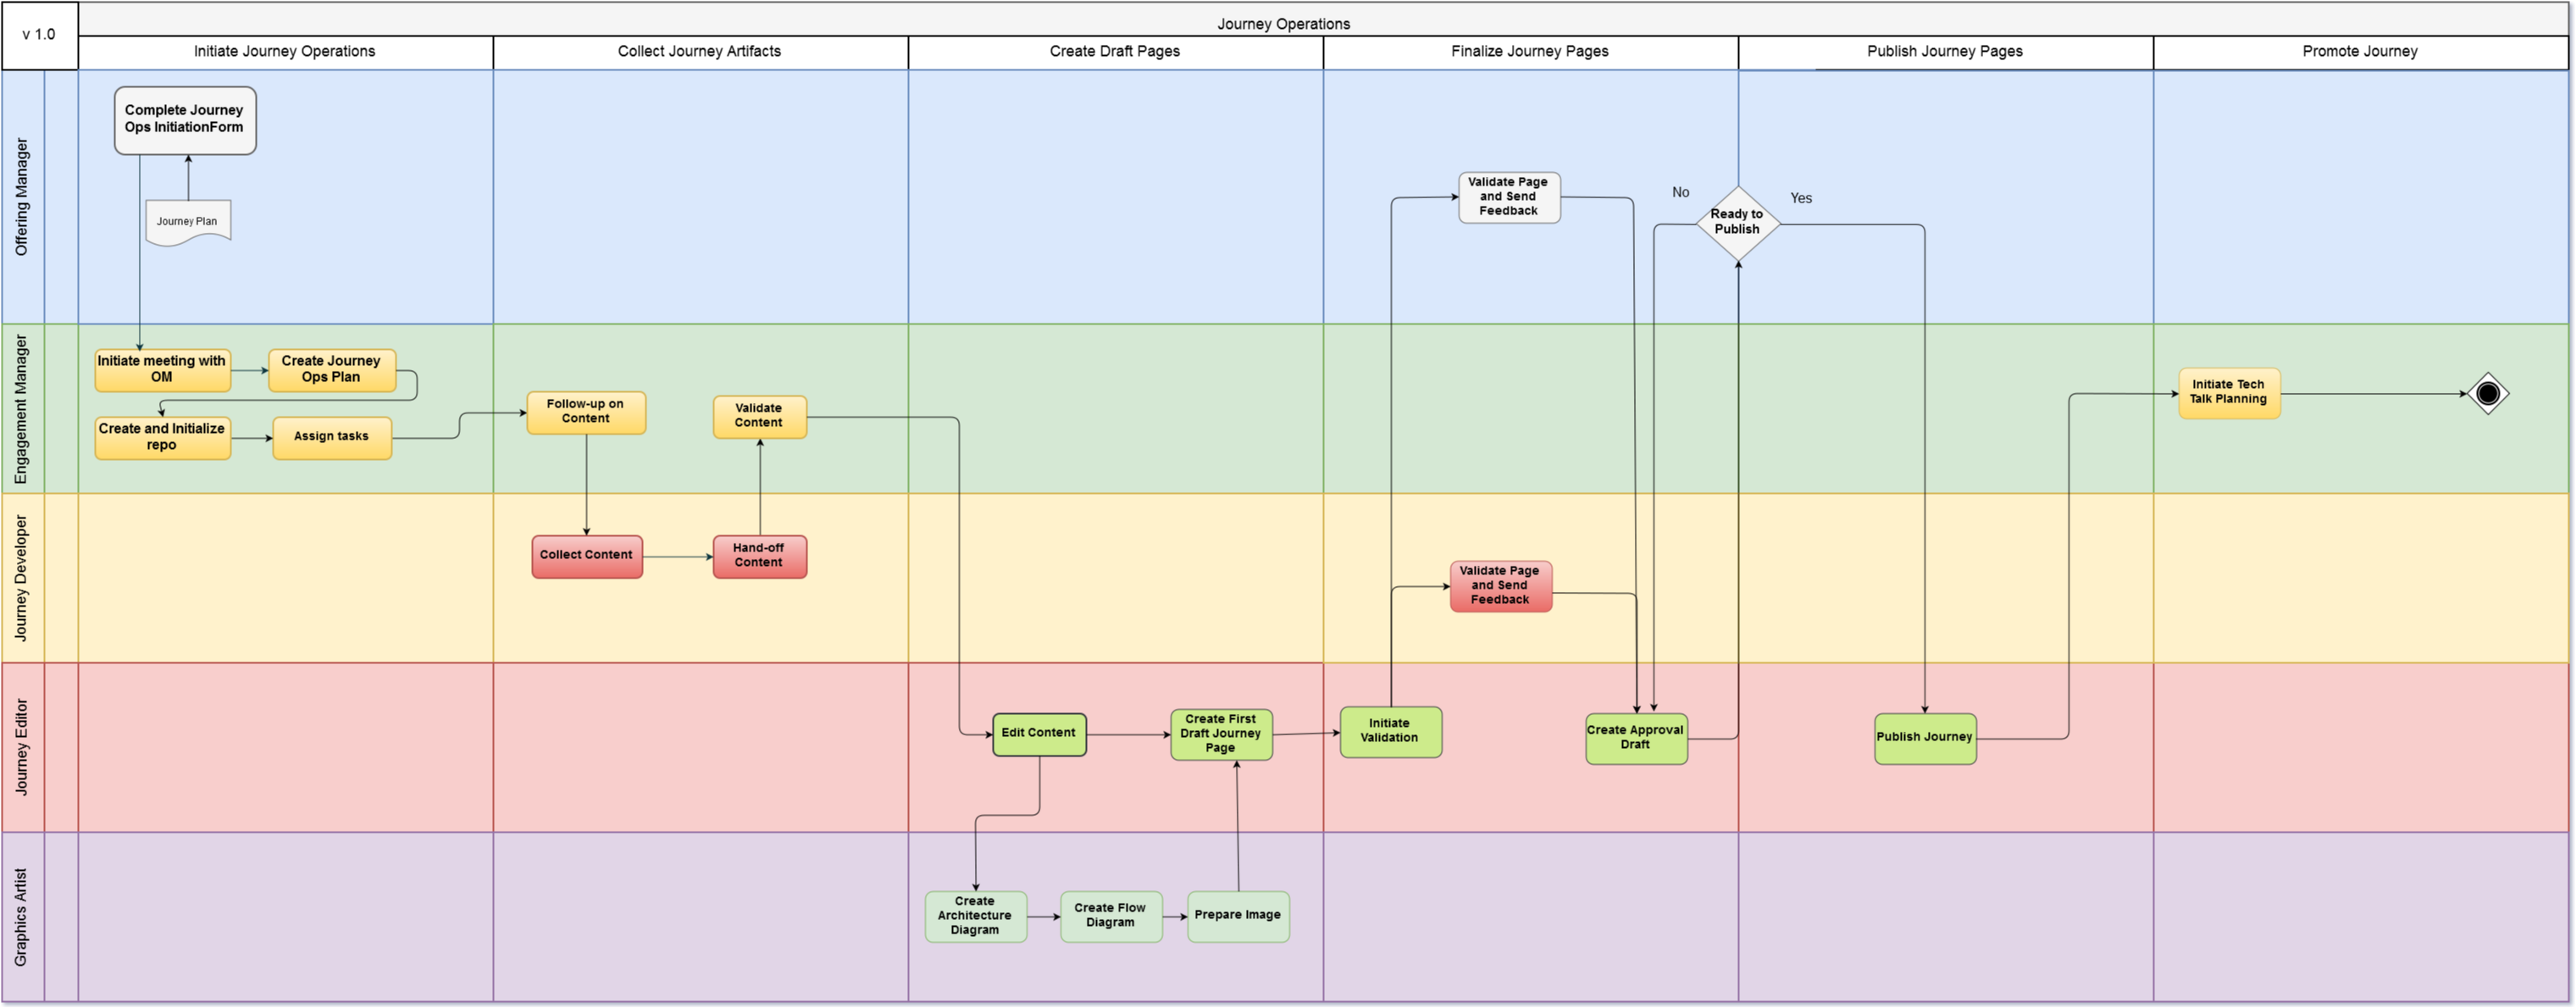 Journey Operations
v 1.0
Initiate Journey Operations
Collect Journey Artifacts
Create Draft Pages
Finalize Journey Pages
Publish Journey Pages
Promote Journey
Offering Manager
Complete Journey
Ops InitiationForm
Journey Plan
Validate Page
and Send
Feedback
No
Ready to
Publish
Yes
Engagement Manager
Initiate meeting with
OM
Create Journey
Ops Plan
Create and Initialize
repo
Assign tasks
Follow-up on
Content
Validate
Content
Initiate Tech
Talk Planning
Journey Developer
Collect Content
Hand-off
Content
Validate Page
and Send
Feedback
Journey Editor
Edit Content
Create First
Draft Journey
Page
Initiate
Validation
Create Approval
Draft
Publish Journey
Graphics Artist
Create
Architecture
Diagram
Create Flow
Diagram
Prepare Image